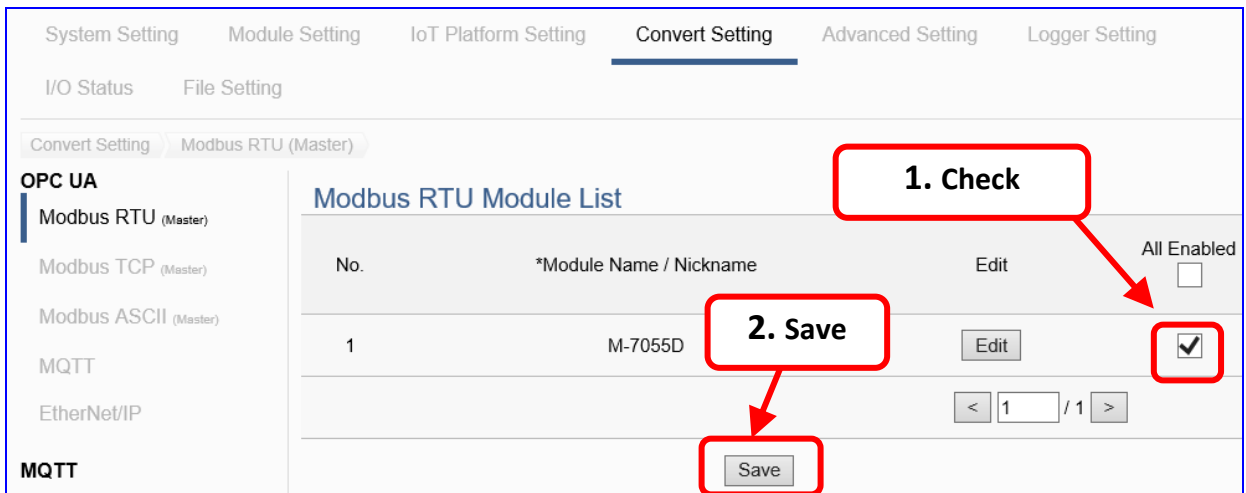 System Setting Module Setting IoT Platform Setting Convert Setting Advanced Setting Logger Setting
I/O Status File Setting
Convert Setting Modbus RTU (Master)
OPC UA
Modbus RTU (Master)
Modbus TCP (Master)
Modbus ASCII (Master)
MQTT
EtherNet/IP
MQTT
Modbus RTU Module List
1. Check
No. *Module Name / Nickname Edit All Enabled
1 M-7055D Edit
2. Save
< 1 / 1 >
Save